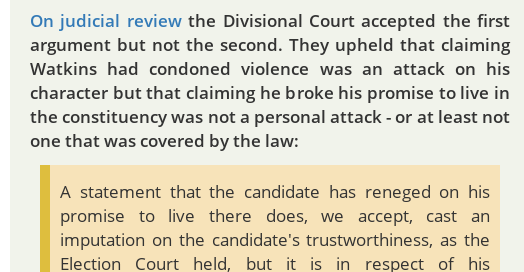 On judicial review the Divisional Court accepted the first
argument but not the second. They upheld that claiming
Watkins had condoned violence was an attack on his
character but that claiming he broke his promise to live in
the constituency was not a personal attack - or at least not
one that was covered by the law:
A statement that the candidate has reneged on his
promise to live there does, we accept, cast an
imputation on the candidate's trustworthiness, as the
Election Court held, but it is in respect of his